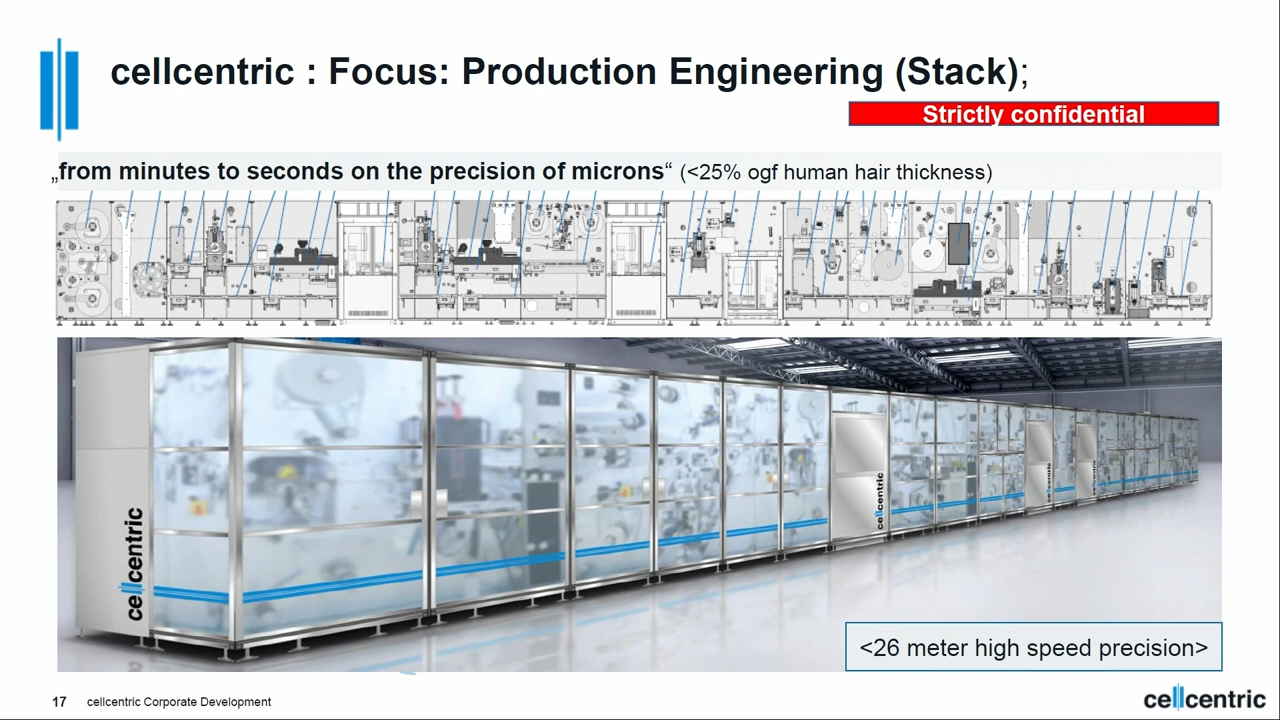 cellcentric : Focus: Production Engineering (Stack);
Strictly confidential
„from minutes to seconds on the precision of microns“ (<25% ogf human hair thickness)
cellcentric
cellcentric
cellcentric
cellcentric
<26 meter high speed precision>
17 cellcentric Corporate Development
cellcentric